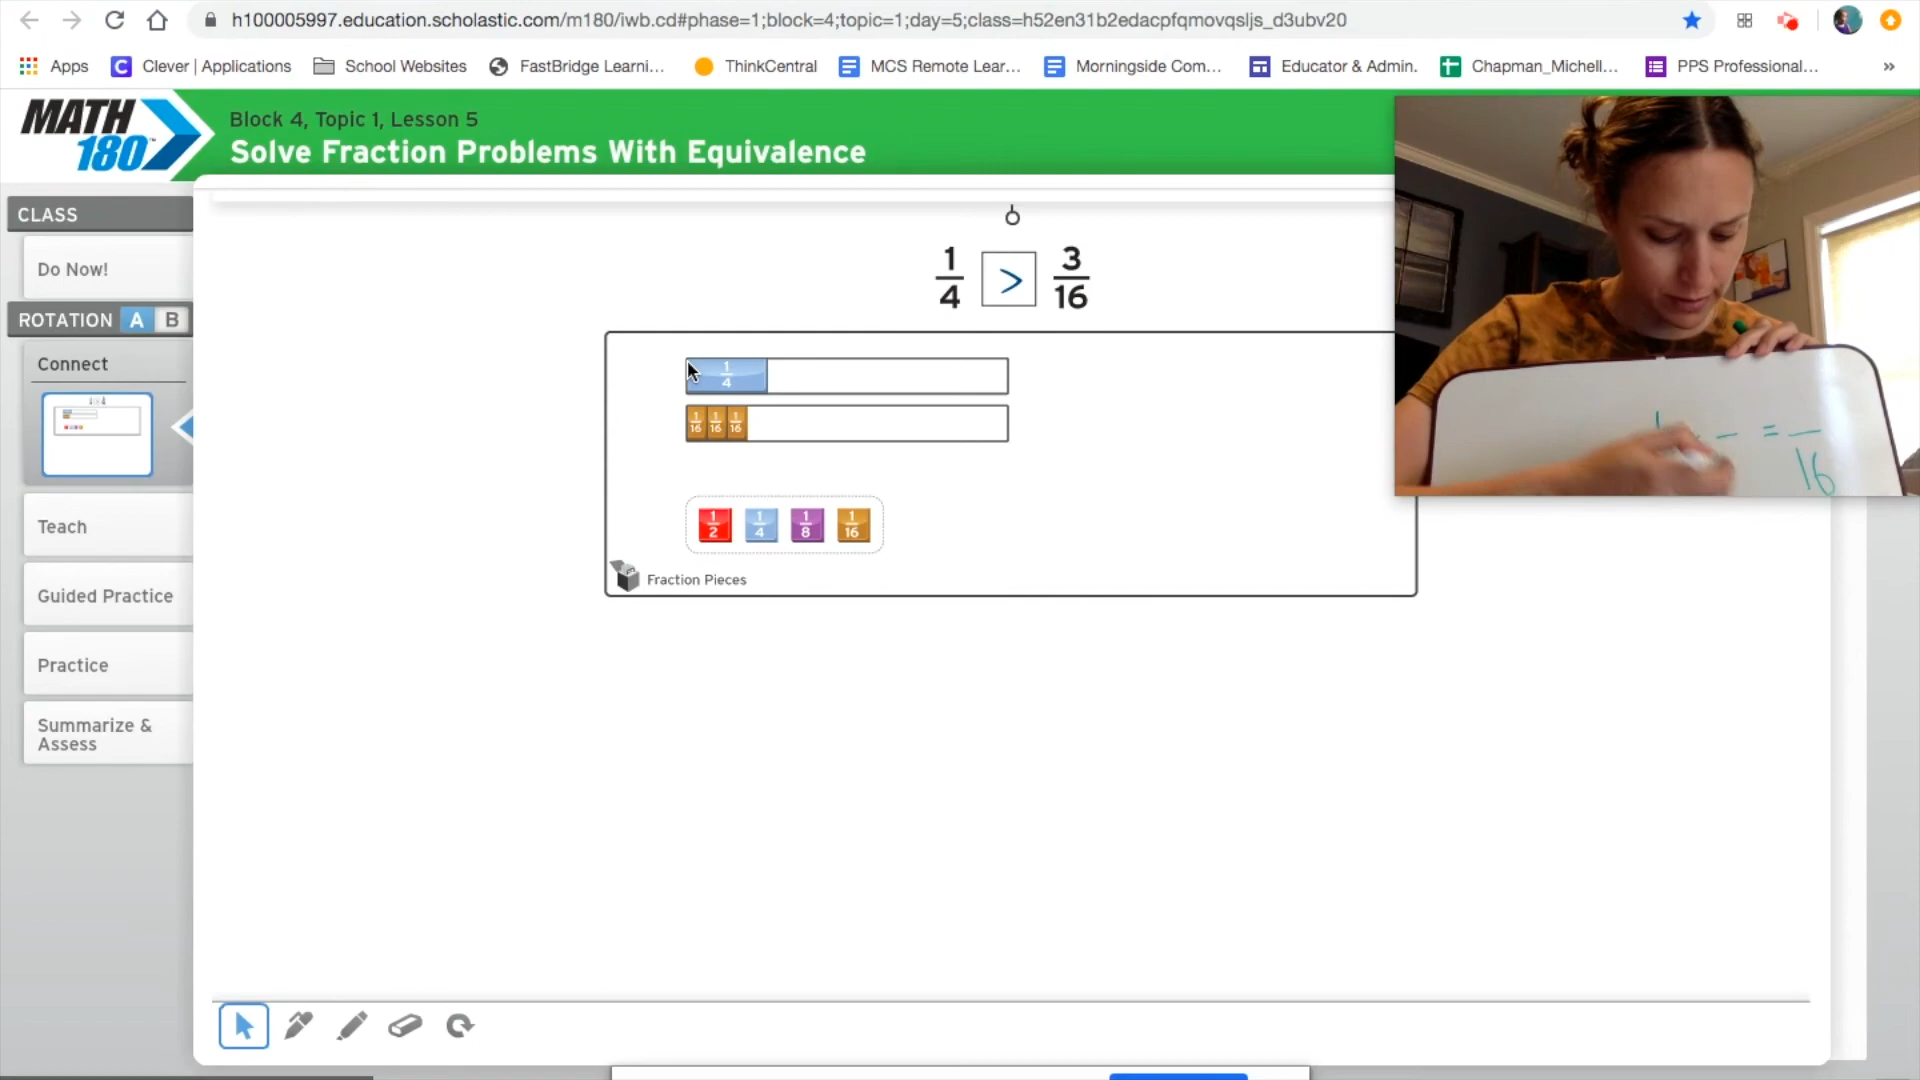 h100005997.education.scholastic.com/m180/iwb.cd#phase=1;block=4;topic=1;day=5;class=h52en31b2edacpfqmovqsljs_d3ubv20
Apps Clever | Applications School Websites FastBridge Learni... ThinkCentral MCS Remote Lear... Morningside Com... Educator & Admin. Chapman_Michell... PPS Professional... »
MATH 180
Block 4, Topic 1, Lesson 5
Solve Fraction Problems With Equivalence
CLASS
Do Now!
ROTATION A B
Connect
Teach
Guided Practice
Practice
Summarize &
Assess
1/4 > 3/16
1/4
1/16 1/16 1/16
1/2 1/4 1/8 1/16
Fraction Pieces
=
16